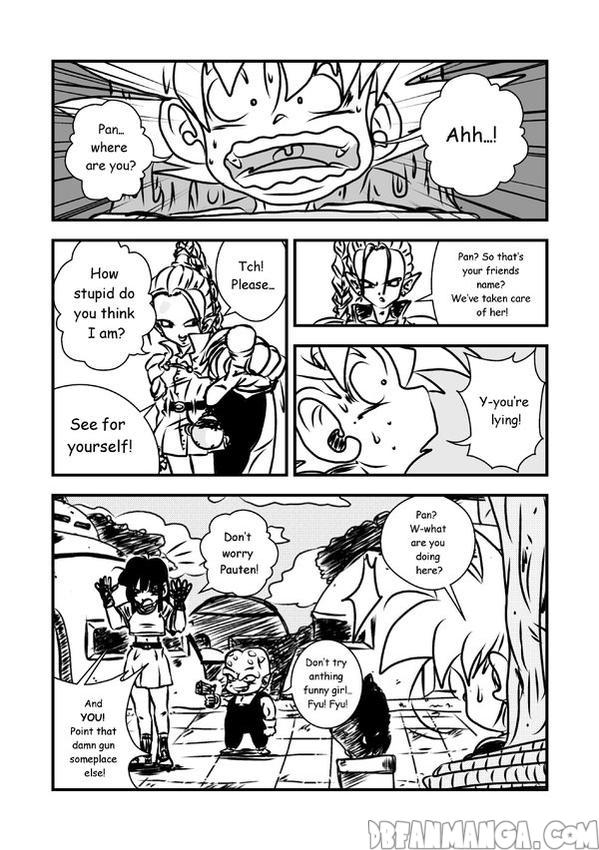 Pan...
where
are you?
Ahh...!
How
stupid do
you think
I am?
Tch!
Please...
See for
yourself!
Pan? So that's
your friends
name?
We've taken care
of her!
Y-you're
lying!
Don't
worry
Pauten!
Pan?
W-what
are you
doing
here?
Don't try
anthing
funny girl...
Fyu! Fyu!
And
YOU!
Point that
damn gun
someplace
else!
DBFANMANGA.COM